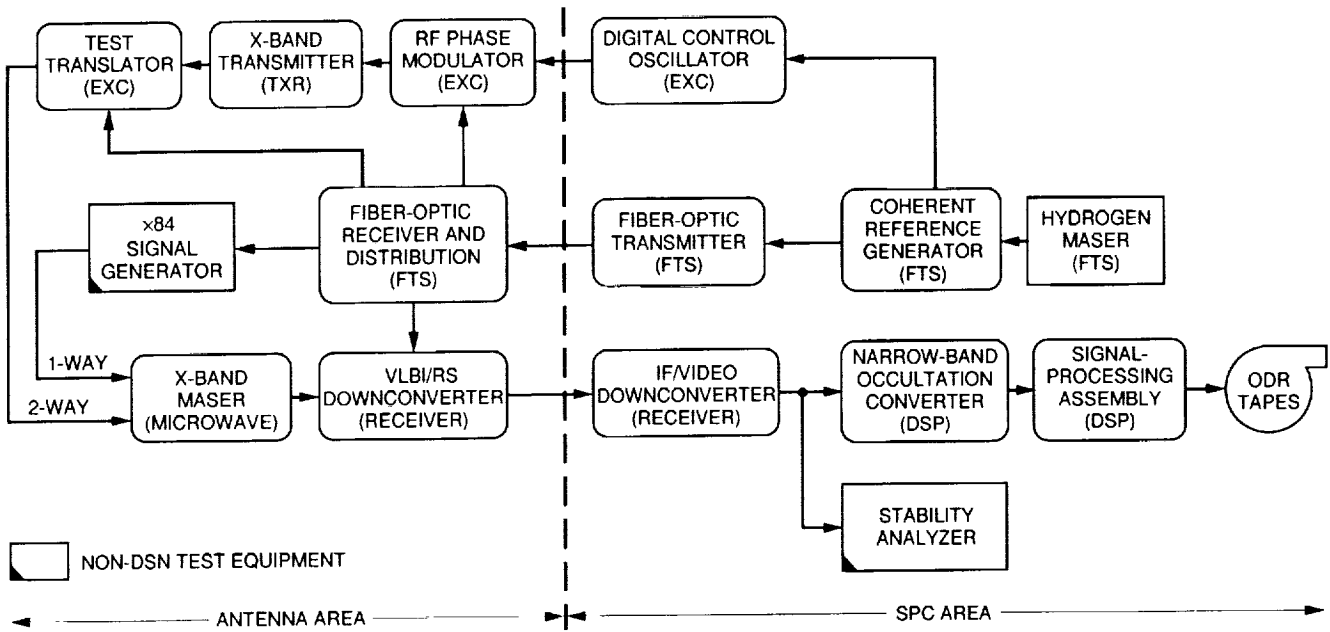 TEST
TRANSLATOR
(EXC)
X-BAND
TRANSMITTER
(TXR)
RF PHASE
MODULATOR
(EXC)
DIGITAL CONTROL
OSCILLATOR
(EXC)
×84
SIGNAL
GENERATOR
FIBER-OPTIC
RECEIVER AND
DISTRIBUTION
(FTS)
FIBER-OPTIC
TRANSMITTER
(FTS)
COHERENT
REFERENCE
GENERATOR
(FTS)
HYDROGEN
MASER
(FTS)
1-WAY
2-WAY
X-BAND
MASER
(MICROWAVE)
VLBI/RS
DOWNCONVERTER
(RECEIVER)
IF/VIDEO
DOWNCONVERTER
(RECEIVER)
NARROW-BAND
OCCULTATION
CONVERTER
(DSP)
SIGNAL-
PROCESSING
ASSEMBLY
(DSP)
ODR
TAPES
STABILITY
ANALYZER
NON-DSN TEST EQUIPMENT
ANTENNA AREA
SPC AREA